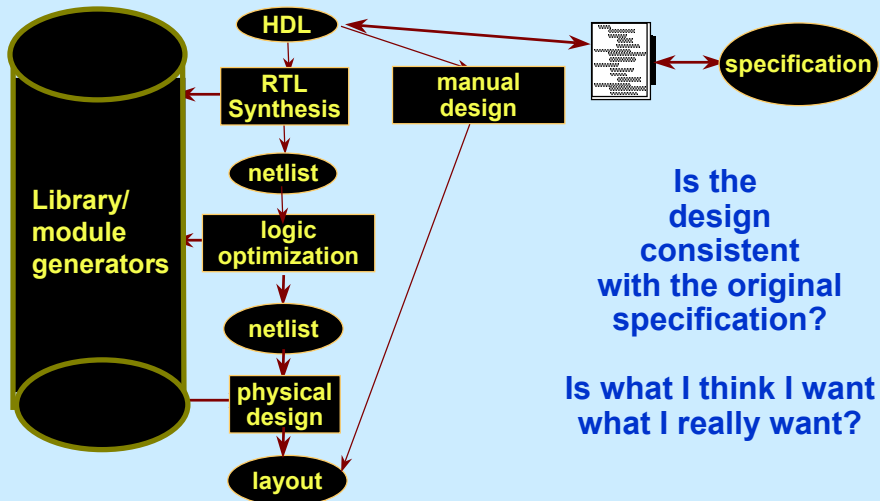 HDL
RTL
Synthesis
manual
design
specification
netlist
Library/
module
generators
logic
optimization
netlist
physical
design
layout
Is the
design
consistent
with the original
specification?
Is what I think I want
what I really want?